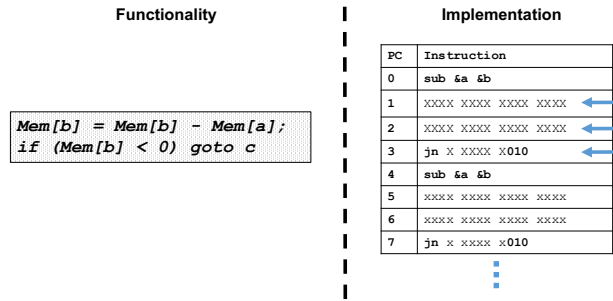 Functionality
Mem[b] = Mem[b] - Mem[a];
if (Mem[b] < 0) goto c
Implementation
PC Instruction
0 sub &a &b
1 XXXX XXXX XXXX XXXX
2 XXXX XXXX XXXX XXXX
3 jn X XXXX X010
4 sub &a &b
5 XXXX XXXX XXXX XXXX
6 XXXX XXXX XXXX XXXX
7 jn X XXXX X010